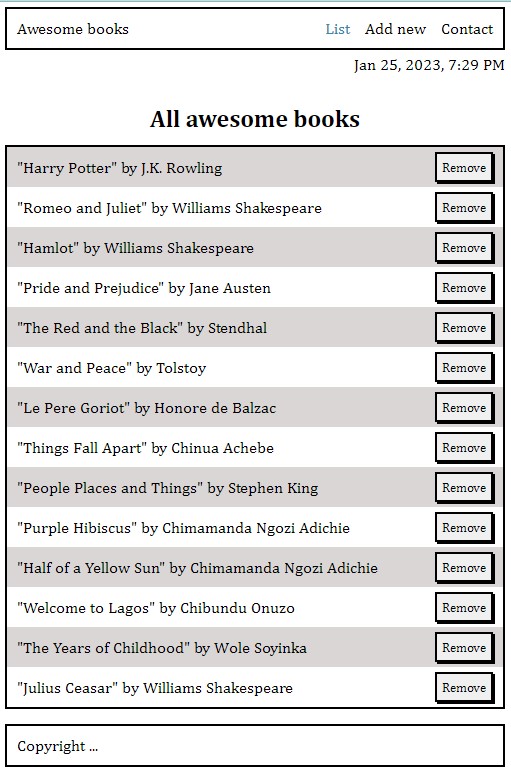 Awesome books List Add new Contact
Jan 25, 2023, 7:29 PM
All awesome books
"Harry Potter" by J.K. Rowling Remove
"Romeo and Juliet" by Williams Shakespeare Remove
"Hamlot" by Williams Shakespeare Remove
"Pride and Prejudice" by Jane Austen Remove
"The Red and the Black" by Stendhal Remove
"War and Peace" by Tolstoy Remove
"Le Pere Goriot" by Honore de Balzac Remove
"Things Fall Apart" by Chinua Achebe Remove
"People Places and Things" by Stephen King Remove
"Purple Hibiscus" by Chimamanda Ngozi Adichie Remove
"Half of a Yellow Sun" by Chimamanda Ngozi Adichie Remove
"Welcome to Lagos" by Chibundu Onuzo Remove
"The Years of Childhood" by Wole Soyinka Remove
"Julius Ceasar" by Williams Shakespeare Remove
Copyright ...